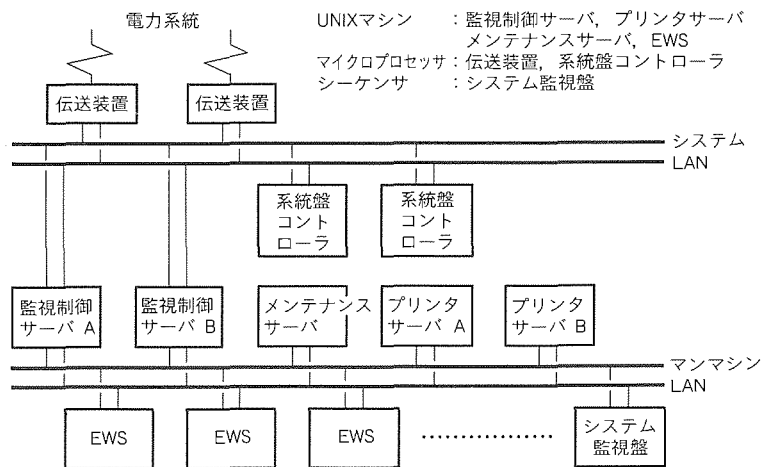 電力系統
UNIXマシン　：監視制御サーバ，プリンタサーバ
メンテナンスサーバ，EWS
マイクロプロセッサ：伝送装置，系統盤コントローラ
シーケンサ　：システム監視盤
伝送装置
伝送装置
システム
LAN
系統盤
コント
ローラ
系統盤
コント
ローラ
監視制御
サーバ A
監視制御
サーバ B
メンテナンス
サーバ
プリンタ
サーバ A
プリンタ
サーバ B
マンマシン
LAN
EWS
EWS
EWS
システム
監視盤